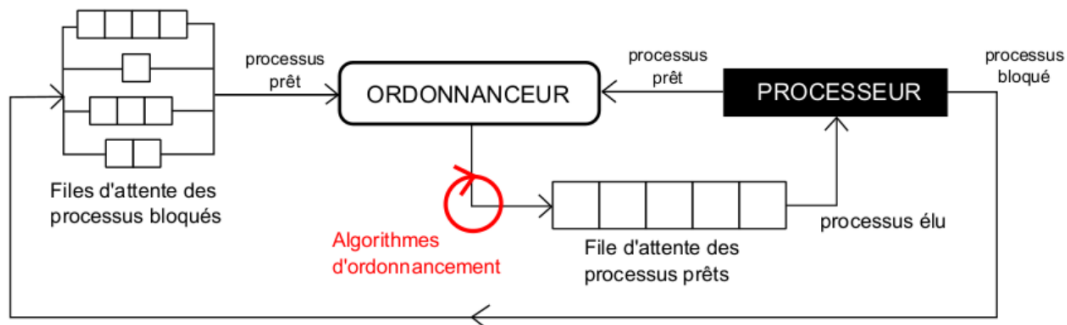 processus
prêt
ORDONNANCEUR
processus
prêt
PROCESSEUR
processus
bloqué
Files d'attente des
processus bloqués
Algorithmes
d'ordonnancement
File d'attente des
processus prêts
processus élu